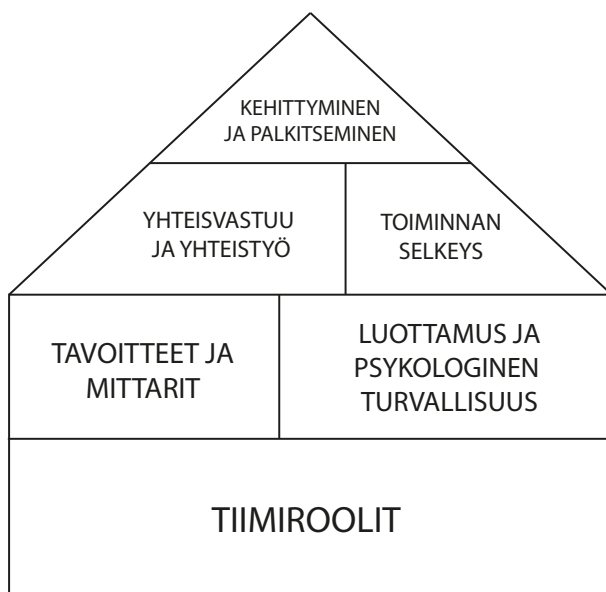 KEHITTYMINEN
JA PALKITSEMINEN
YHTEISVASTUU
JA YHTEISTYÖ
TOIMINNAN
SELKEYS
TAVOITTEET JA
MITTARIT
LUOTTAMUS JA
PSYKOLOGINEN
TURVALLISUUS
TIIMIROOLIT